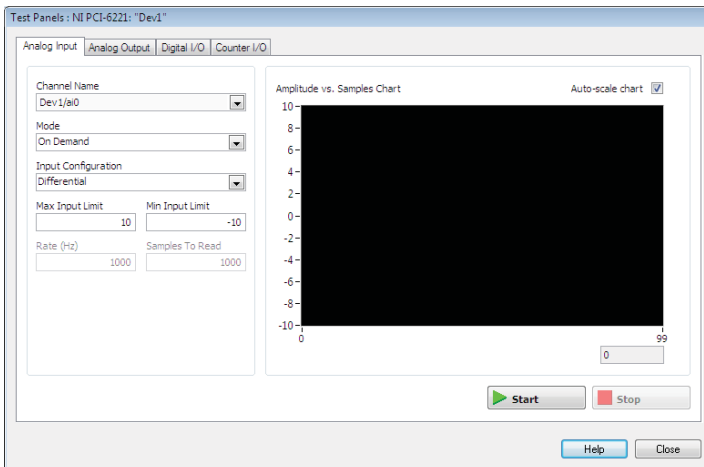 Test Panels : NI PCI-6221: "Dev1"
Analog Input Analog Output Digital I/O Counter I/O
Channel Name
Dev1/ai0
Mode
On Demand
Input Configuration
Differential
Max Input Limit Min Input Limit
10 -10
Rate (Hz) Samples To Read
1000 1000
Amplitude vs. Samples Chart Auto-scale chart
10
8
6
4
2
0
-2
-4
-6
-8
-10
0 99
0
Start Stop
Help Close